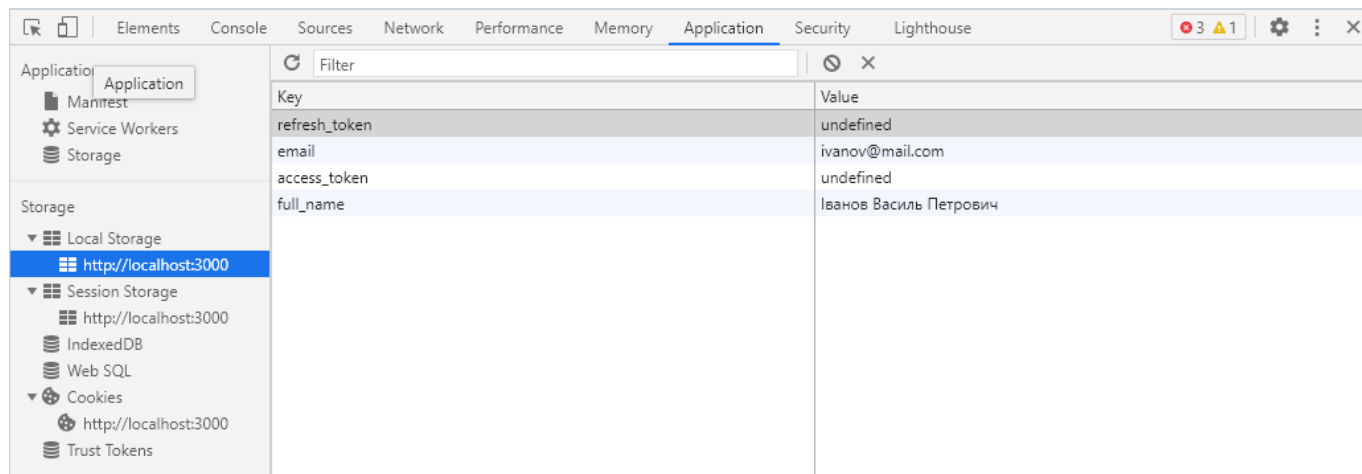 Elements Console Sources Network Performance Memory Application Security Lighthouse 3 1
Application
Application
Manifest
Service Workers
Storage
Storage
Local Storage
http://localhost:3000
Session Storage
http://localhost:3000
IndexedDB
Web SQL
Cookies
http://localhost:3000
Trust Tokens
Filter
Key Value
refresh_token undefined
email ivanov@mail.com
access_token undefined
full_name Іванов Василь Петрович